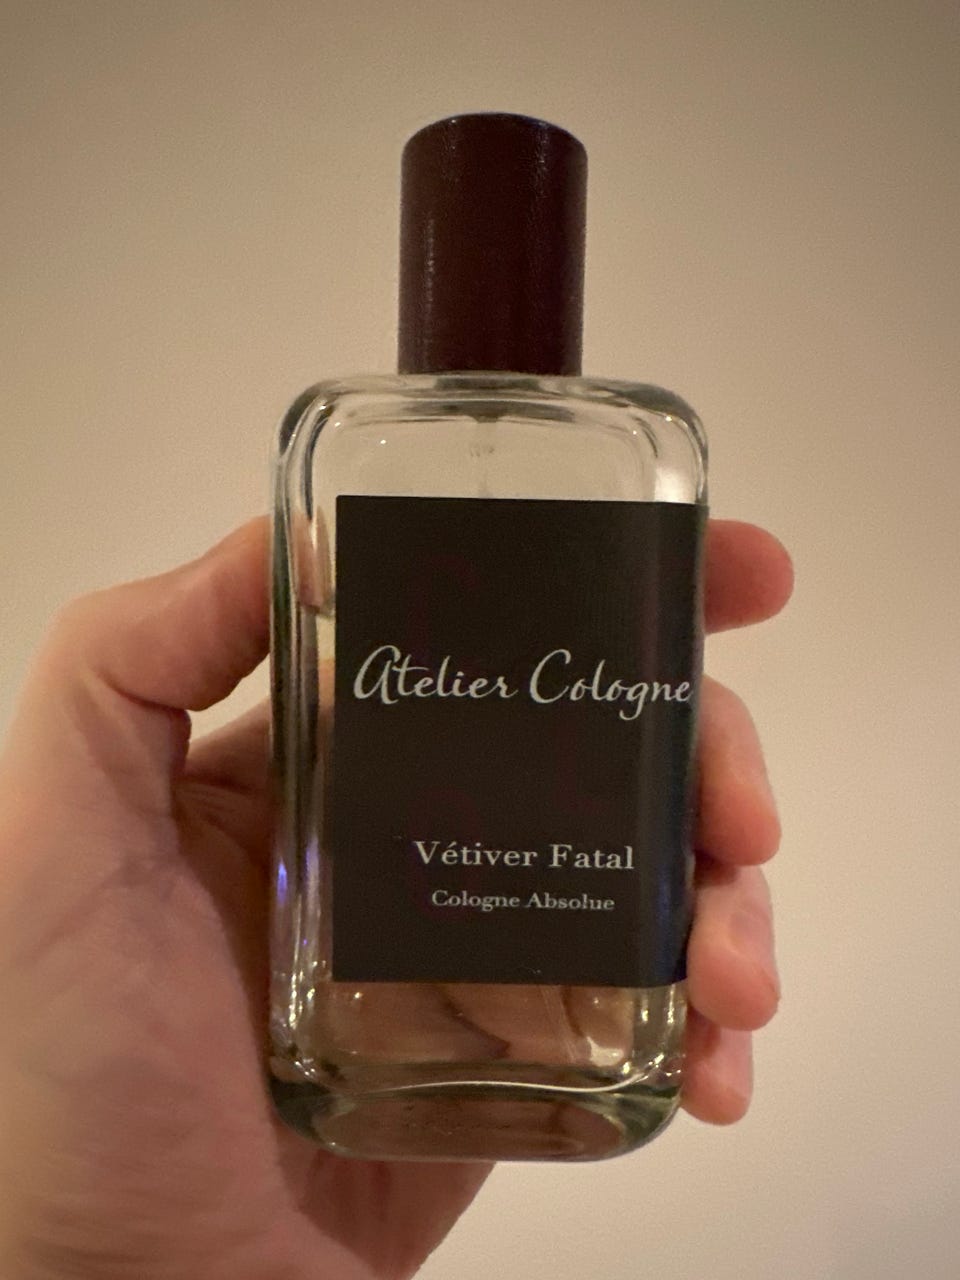 Atelier Cologne
Vétiver Fatal
Cologne Absolue